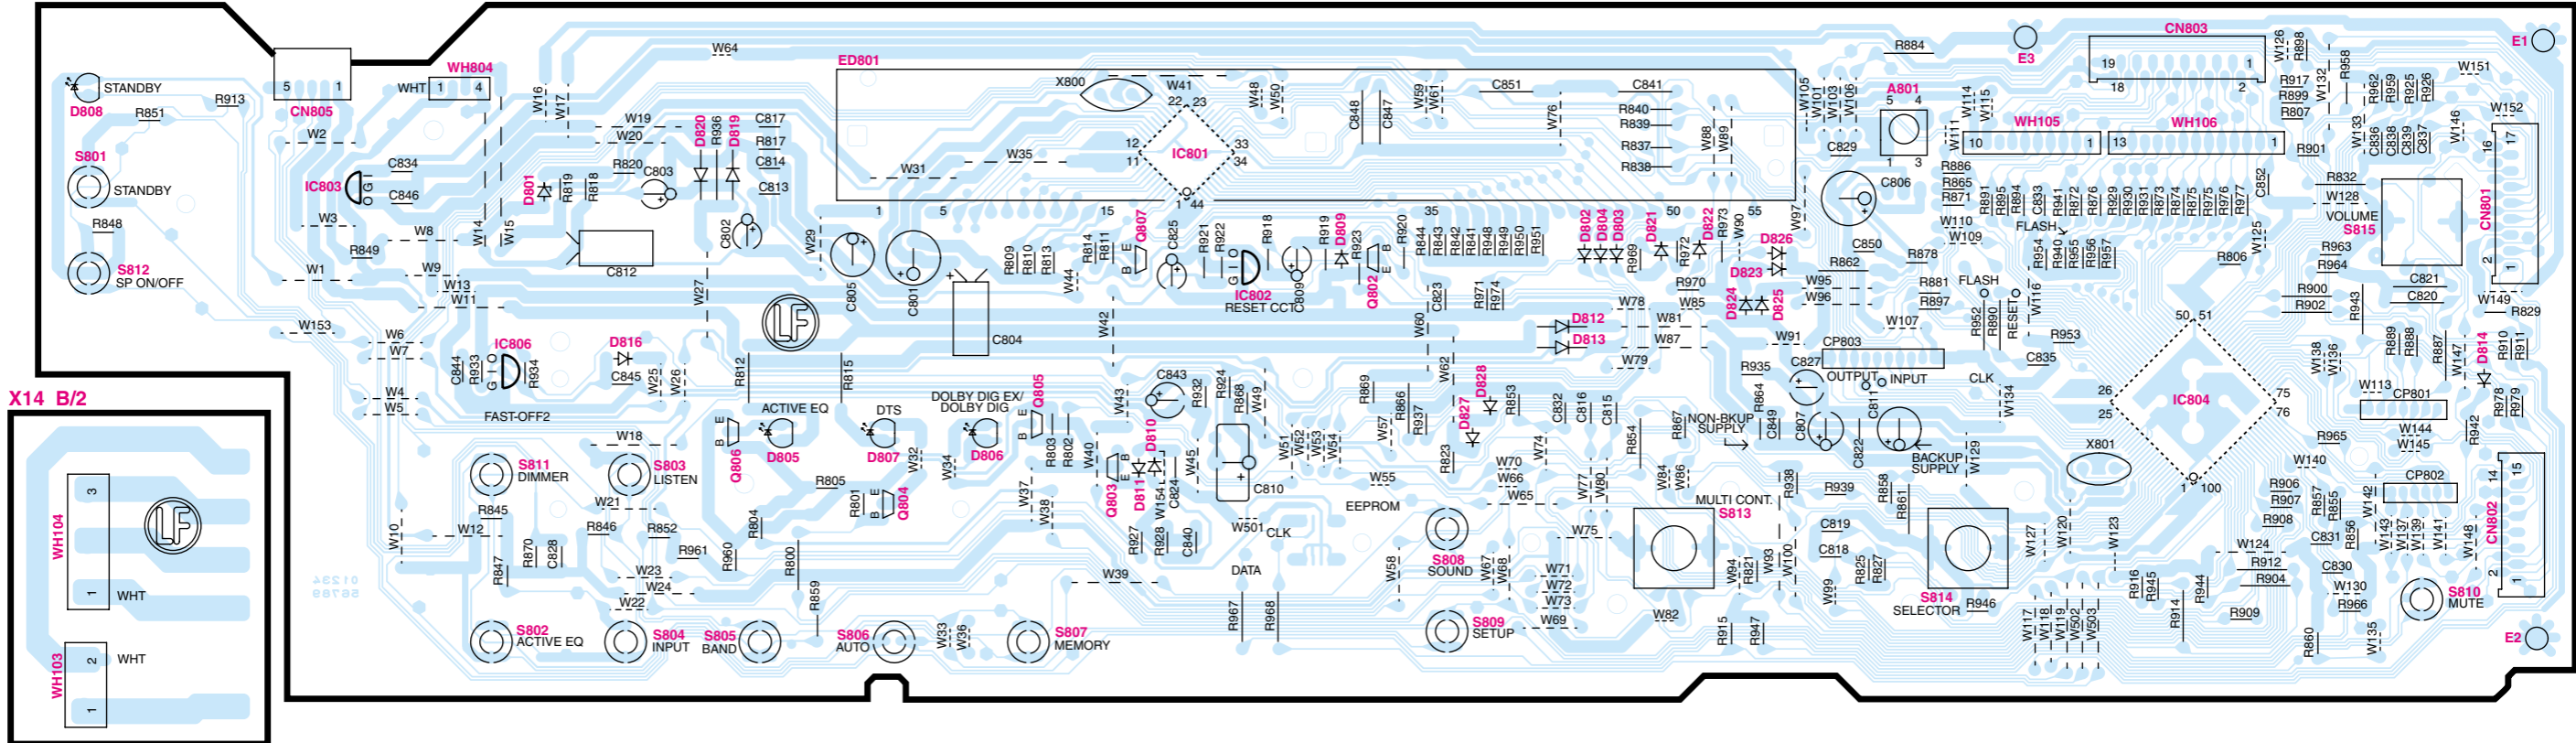 X14 B/2
WH104
3
1 WHT
WH103
2 WHT
1
LF
D808 STANDBY
R851
R913
S801
STANDBY
R848
S812
SP ON/OFF
5 1
CN805
WH804
WHT 1 4
W2
IC803
O G I
C834
C846
W3
R849
W8
W1
W9
W13
W11
W153
W6
W7
W4
W5
W10
W14
W15
W16
W17
W64
W19
W20
R820
C803
D801
R819
R818
C812
D820
R936
D819
C817
R817
C814
C813
C802
W29
W27
C805
C801
LF
C804
IC806
C844
R933
G I O
R934
FAST-OFF2
D816
C845
W25
W26
R812
R815
W18
S811
DIMMER
S803
LISTEN
W21
R845
W12
R847
R870
C828
R846
R852
R961
W23
W24
W22
S802
ACTIVE EQ
S804
INPUT
S805
BAND
S806
AUTO
S807
MEMORY
Q806
B E
ACTIVE EQ
D805
DTS
D807
DOLBY DIG EX/
DOLBY DIG
D806
W32
W34
R805
R801
B E
Q804
R804
R960
R800
R859
W33
W36
Q805
B E
R803
R802
W37
W38
W40
W39
ED801
1 5 15 35 50 55
X800
W41
22 23
12
11
IC801
33
34
1 44
W31
W35
W48
W50
C848
C847
W59
W61
C851
W76
C841
R840
R839
R837
R838
W88
W89
R809
R810
R813
W44
R814
R811
Q807
B E
C825
R921
R922
G I O
IC802
RESET CCT
R818
C809
R919
D809
R923
Q802
B
E
R920
R844
R843
R842
R841
R948
R949
R950
R951
C823
R971
R974
W42
W60
W62
D802
D804
D803
R969
D821
R972
D822
R973
W90
D826
D823
R970
D824
D825
W78
W85
D812
D813
W81
W87
W79
W91
W43
C843
R932
R924
R868
W49
Q803
B
E
D811
D810
W154
C824
W45
C810
R927
R928
C840
W501
CLK
DATA
R967
R968
W51
W52
W53
W54
W55
W57
R869
R866
R937
EEPROM
R823
D827
D828
R853
C832
C816
C815
R854
W74
W70
W66
W65
W77
W80
W75
S808
SOUND
W58
W67
W68
W71
W72
W73
W69
S809
SETUP
W84
W86
R867
NON-BKUP
SUPPLY
R935
R864
C849
C827
C807
C811
C822
BACKUP
SUPPLY
CP803
OUTPUT INPUT
CLK
MULTI CONT.
S813
R938
R939
R858
R861
C819
C818
R825
R827
W94
R821
W93
W100
W99
W82
R915
R947
S814
SELECTOR
R946
W105
W101
W103
W106
C829
R884
A801
5 4
1 3
C806
W97
C850
R862
W95
W96
R878
R881
R897
W107
R886
R865
R871
W110
W109
W111
W114
W115
WH105
10 1
WH106
13 1
E3
CN803
19 1
18 2
R891
R895
R884
C833
R941
R872
R876
R929
R930
R931
R873
R874
R875
R975
R976
R977
C852
FLASH
R954
R940
R955
R956
R957
FLASH
R952
R890
RESET
W116
R953
C835
W134
W129
X801
IC804
50 51
26
25
75
76
1 100
W125
R806
W127
W120
W123
W117
W118
W119
W502
W503
R916
R945
R914
R944
W124
R912
R904
R909
R860
W126
R898
R917
R899
R807
W132
R958
R962
R959
R925
R926
W133
C836
C838
C839
C837
W151
W152
W146
R901
R832
W128
VOLUME
S815
R963
R964
R900
R902
R943
C821
C820
CN801
17
16
2
1
W149
R829
R910
R911
D814
W147
R887
R889
R888
W138
W136
W113
CP801
R978
R979
R942
W144
W145
R965
W140
R906
R907
R908
R857
R855
R856
W142
CP802
W143
W137
W139
W141
W148
CN802
14 15
2 1
C831
C830
W130
R966
W135
S810
MUTE
E1
E2
01234
56789